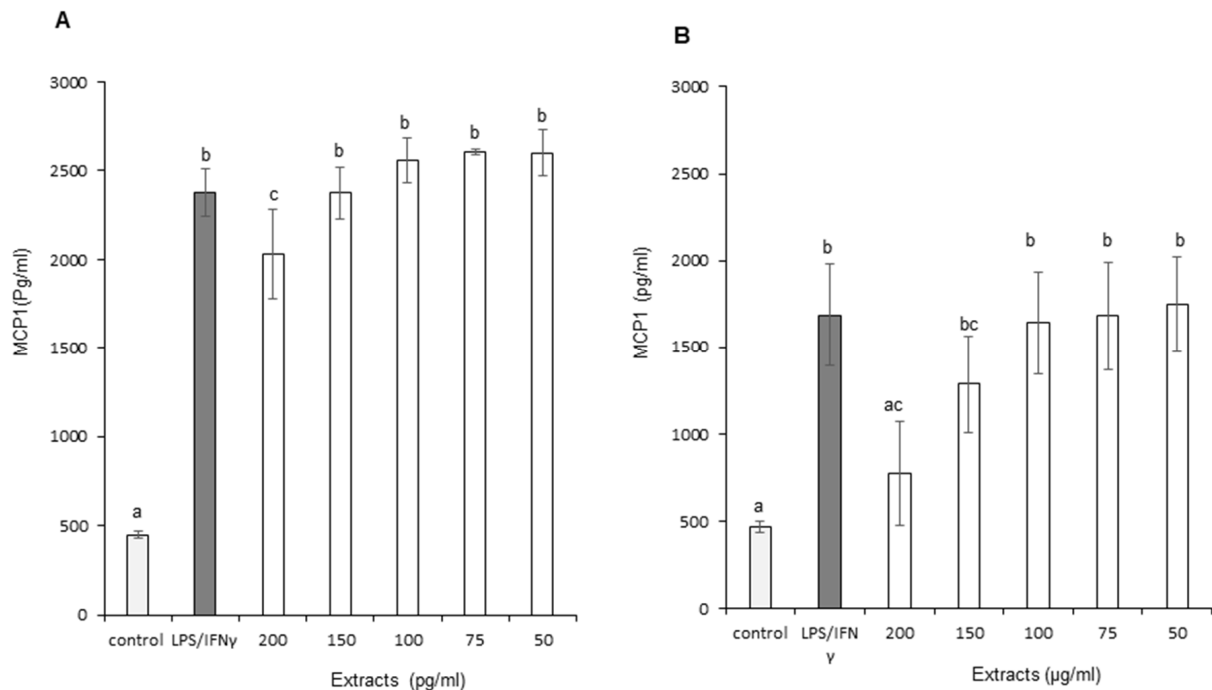 A
3000
2500
2000
1500
1000
500
0
MCP1(Pg/ml)
a
b
c
b
b
b
b
control LPS/IFNγ 200 150 100 75 50
Extracts (pg/ml)
B
3000
2500
2000
1500
1000
500
0
MCP1 (pg/ml)
a
b
ac
bc
b
b
b
control LPS/IFN 200 150 100 75 50
γ
Extracts (µg/ml)